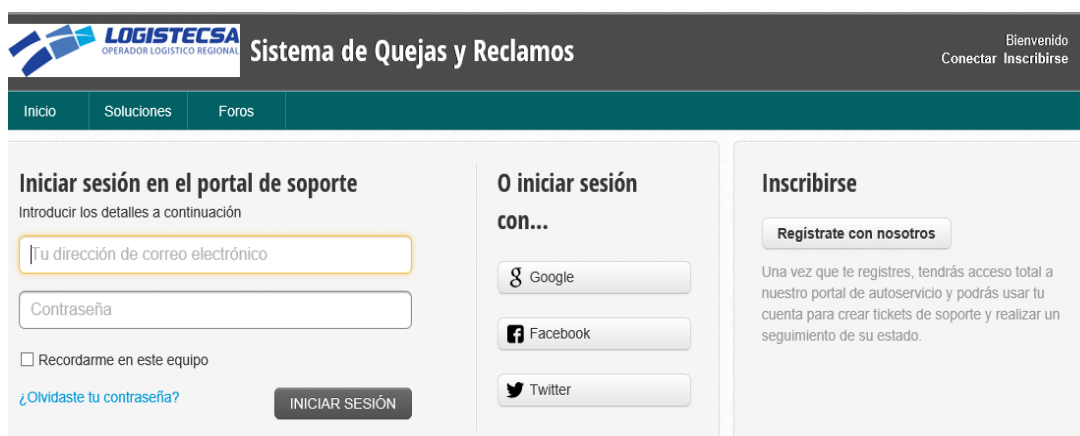 LOGISTECSA
OPERADOR LOGISTICO REGIONAL
Sistema de Quejas y Reclamos
Bienvenido
Conectar Inscribirse
Inicio Soluciones Foros
Iniciar sesión en el portal de soporte
Introducir los detalles a continuación
Tu dirección de correo electrónico
Contraseña
Recordarme en este equipo
¿Olvidaste tu contraseña?
INICIAR SESIÓN
O iniciar sesión
con...
Google
Facebook
Twitter
Inscribirse
Regístrate con nosotros
Una vez que te registres, tendrás acceso total a
nuestro portal de autoservicio y podrás usar tu
cuenta para crear tickets de soporte y realizar un
seguimiento de su estado.